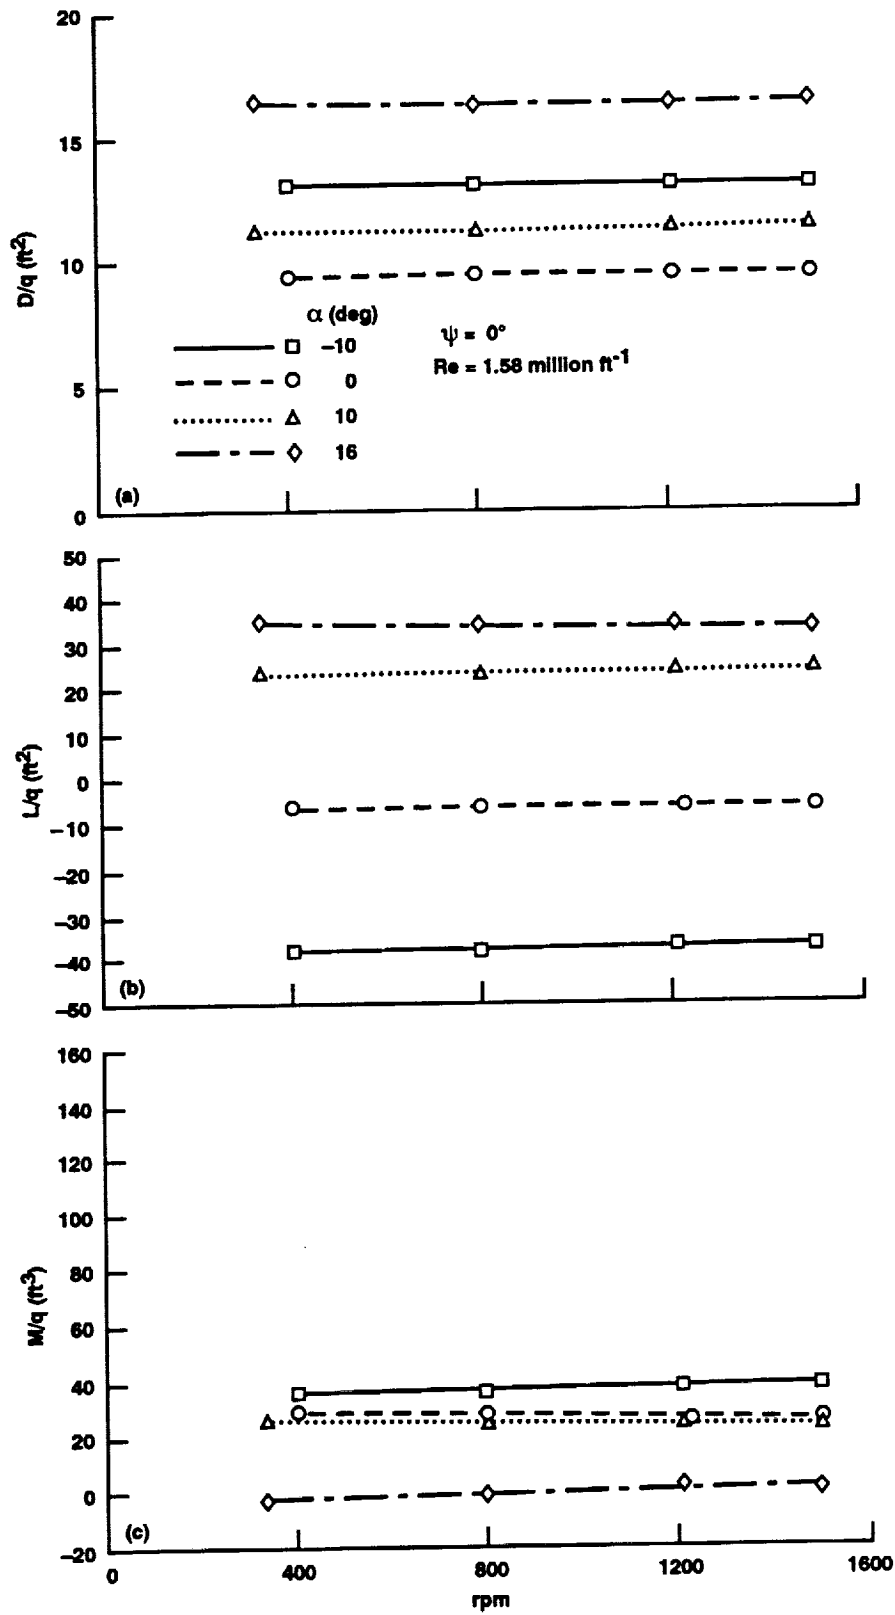 20
15
D/q (ft²)
10
α (deg)
−10
ψ = 0°
Re = 1.58 million ft⁻¹
0
5
10
16
(a)
0
50
40
30
20
10
L/q (ft²)
0
−10
−20
−30
−40
(b)
−50
160
140
120
100
80
M/q (ft³)
60
40
20
0
(c)
−20
0 400 800 1200 1600
rpm